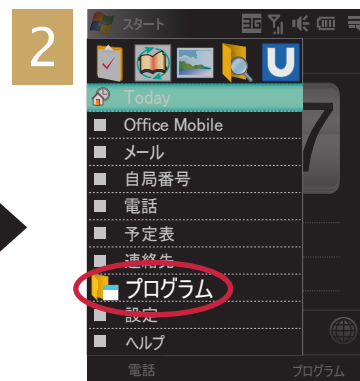 2
スタート
3G
U
Today
7
Office Mobile
メール
自局番号
電話
予定表
連絡先
プログラム
設定
ヘルプ
電話
プログラム